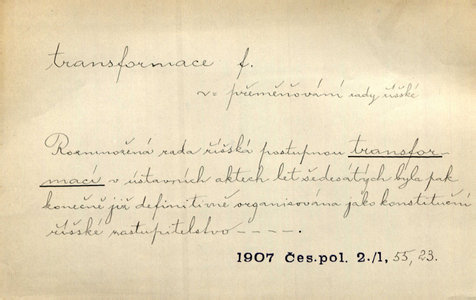 transformace f.
v. přeměňování rady říšské
Rozmnožená rada říšská postupnou transfor-
mací v ústavních aktech let šedesátých byla pak
konečně již definitivně organisována jako konstituční
říšské zastupitelstvo – – – – .
1907 Čes. pol. 2./1, 55, 23.